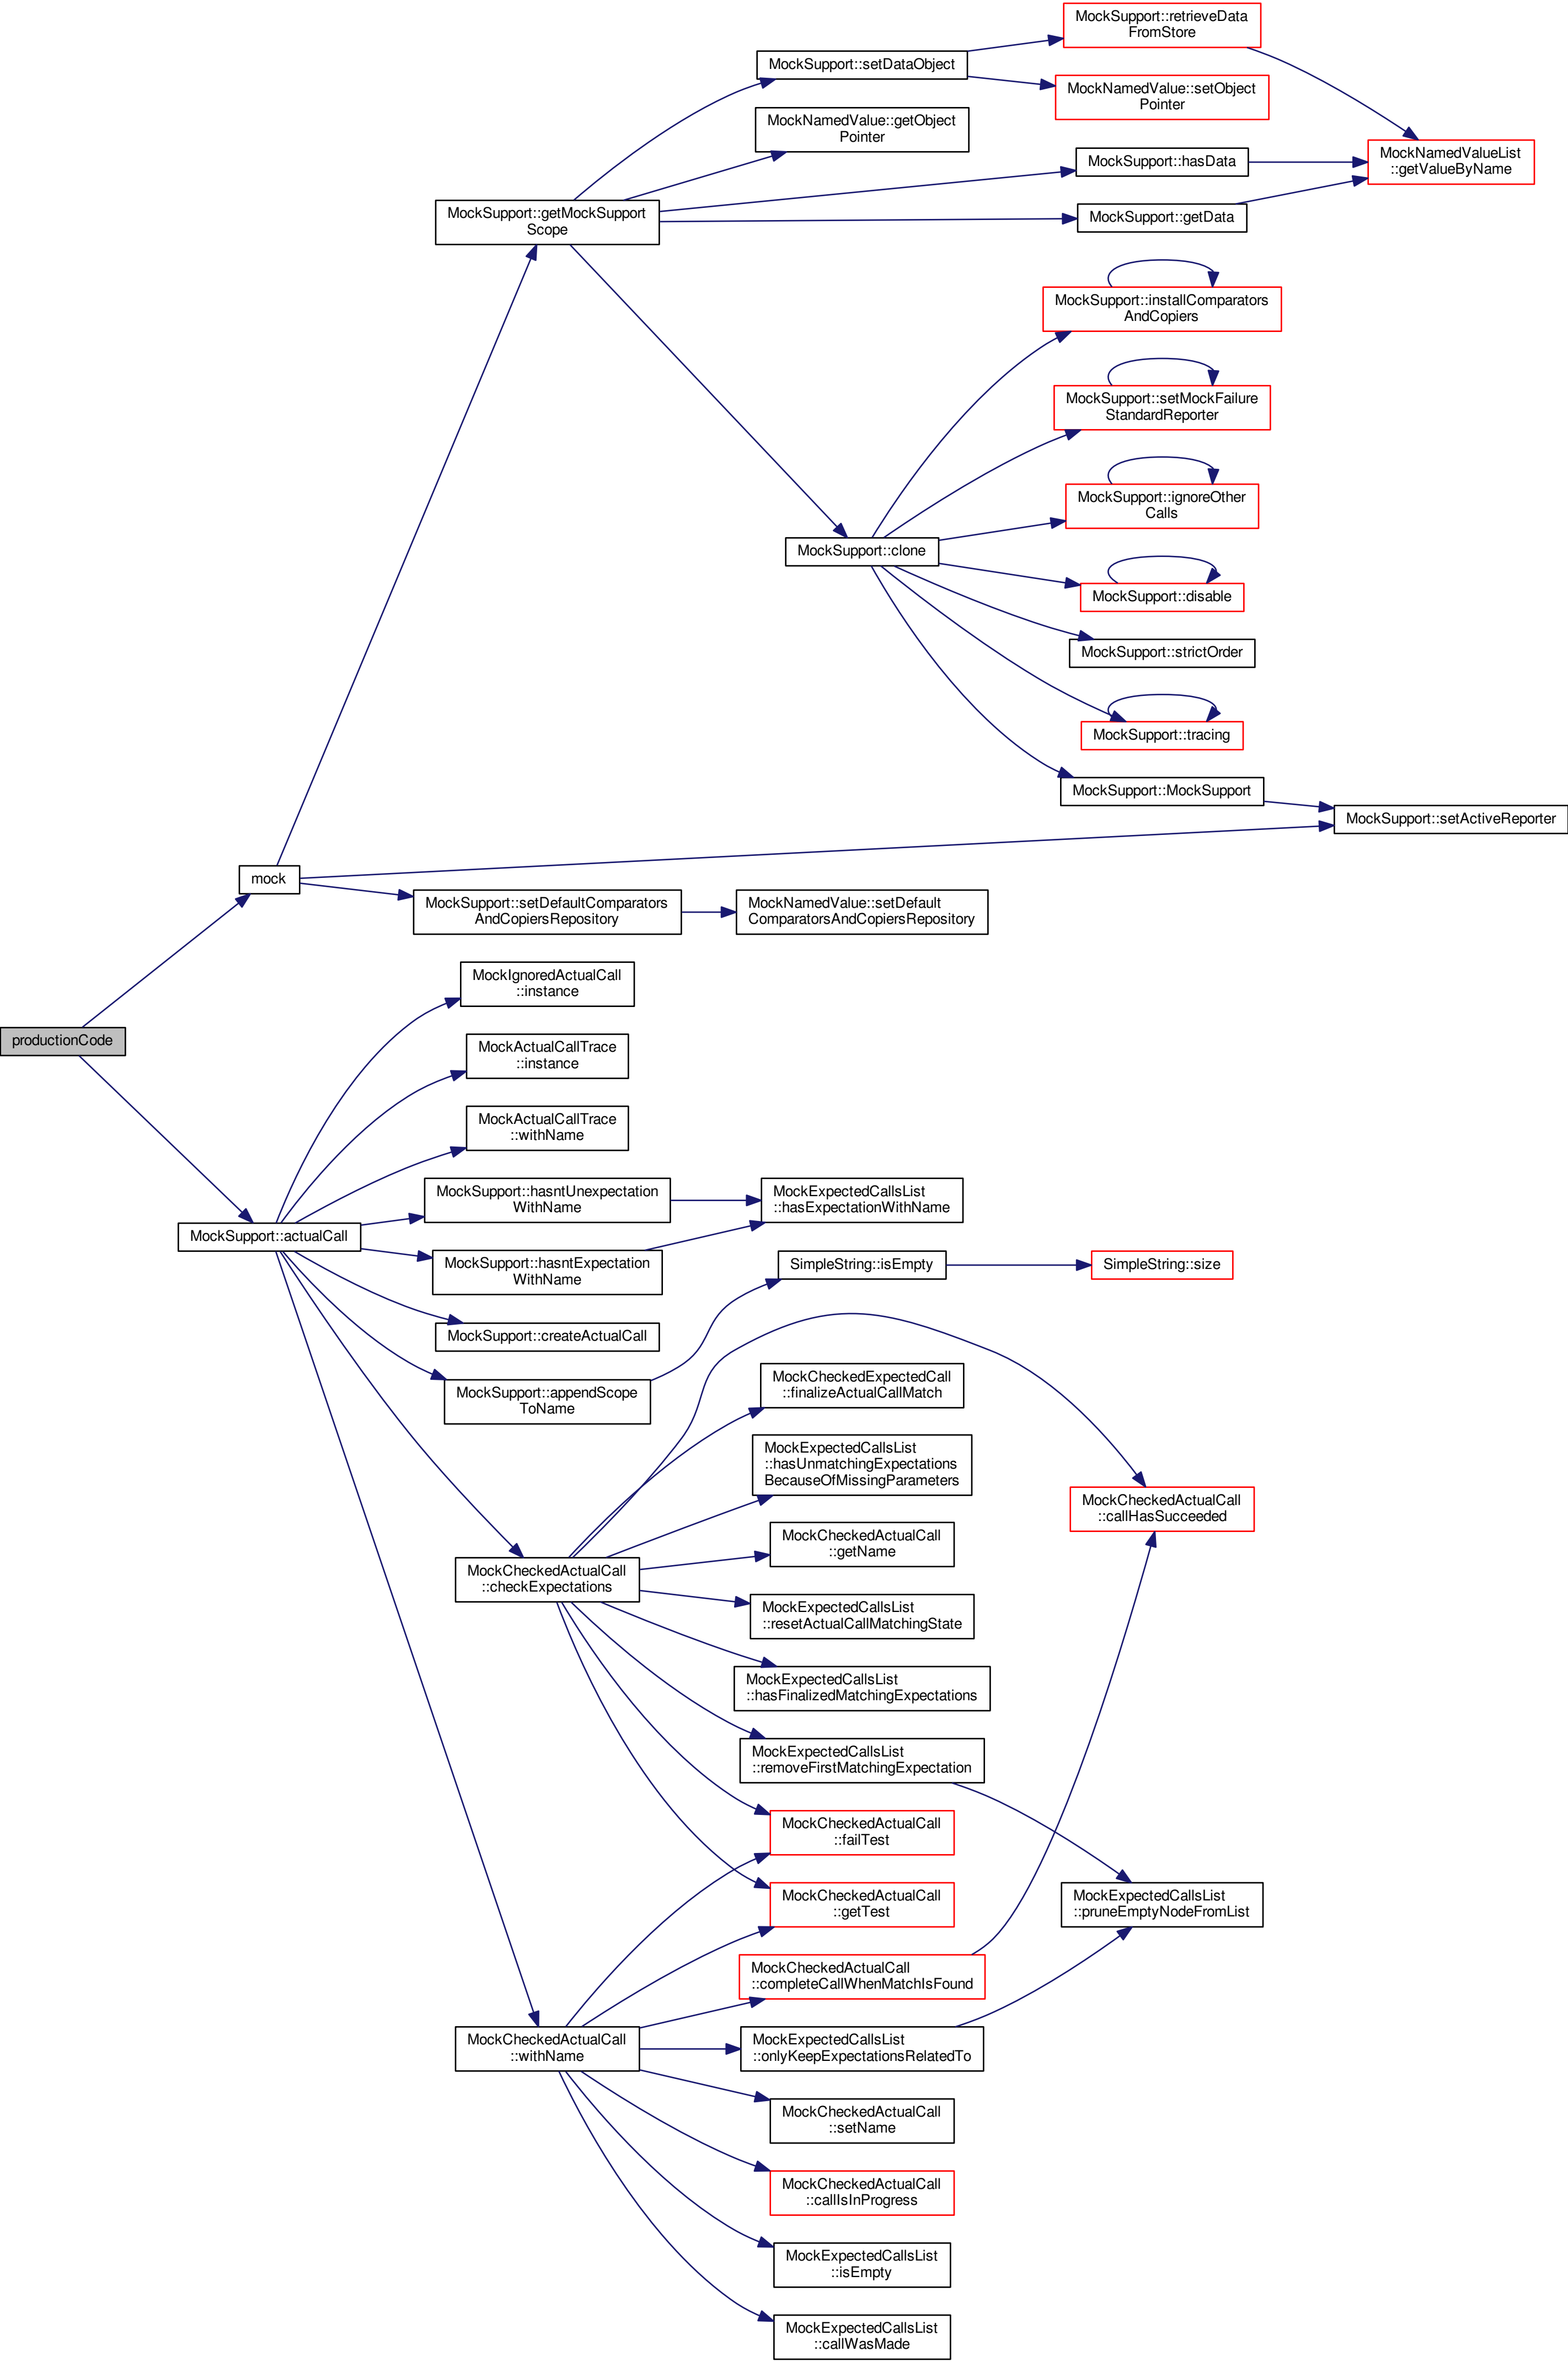 MockSupport::retrieveData
FromStore
MockSupport::setDataObject
MockNamedValue::setObject
Pointer
MockNamedValue::getObject
Pointer
MockSupport::hasData
MockNamedValueList
::getValueByName
MockSupport::getMockSupport
Scope
MockSupport::getData
MockSupport::installComparators
AndCopiers
MockSupport::setMockFailure
StandardReporter
MockSupport::ignoreOther
Calls
MockSupport::clone
MockSupport::disable
MockSupport::strictOrder
MockSupport::tracing
MockSupport::MockSupport
MockSupport::setActiveReporter
mock
MockSupport::setDefaultComparators
AndCopiersRepository
MockNamedValue::setDefault
ComparatorsAndCopiersRepository
MockIgnoredActualCall
::instance
productionCode
MockActualCallTrace
::instance
MockActualCallTrace
::withName
MockSupport::hasntUnexpectation
WithName
MockExpectedCallsList
::hasExpectationWithName
MockSupport::actualCall
MockSupport::hasntExpectation
WithName
SimpleString::isEmpty
SimpleString::size
MockSupport::createActualCall
MockSupport::appendScope
ToName
MockCheckedExpectedCall
::finalizeActualCallMatch
MockExpectedCallsList
::hasUnmatchingExpectations
BecauseOfMissingParameters
MockCheckedActualCall
::callHasSucceeded
MockCheckedActualCall
::getName
MockCheckedActualCall
::checkExpectations
MockExpectedCallsList
::resetActualCallMatchingState
MockExpectedCallsList
::hasFinalizedMatchingExpectations
MockExpectedCallsList
::removeFirstMatchingExpectation
MockCheckedActualCall
::failTest
MockCheckedActualCall
::getTest
MockExpectedCallsList
::pruneEmptyNodeFromList
MockCheckedActualCall
::completeCallWhenMatchIsFound
MockCheckedActualCall
::withName
MockExpectedCallsList
::onlyKeepExpectationsRelatedTo
MockCheckedActualCall
::setName
MockCheckedActualCall
::callIsInProgress
MockExpectedCallsList
::isEmpty
MockExpectedCallsList
::callWasMade